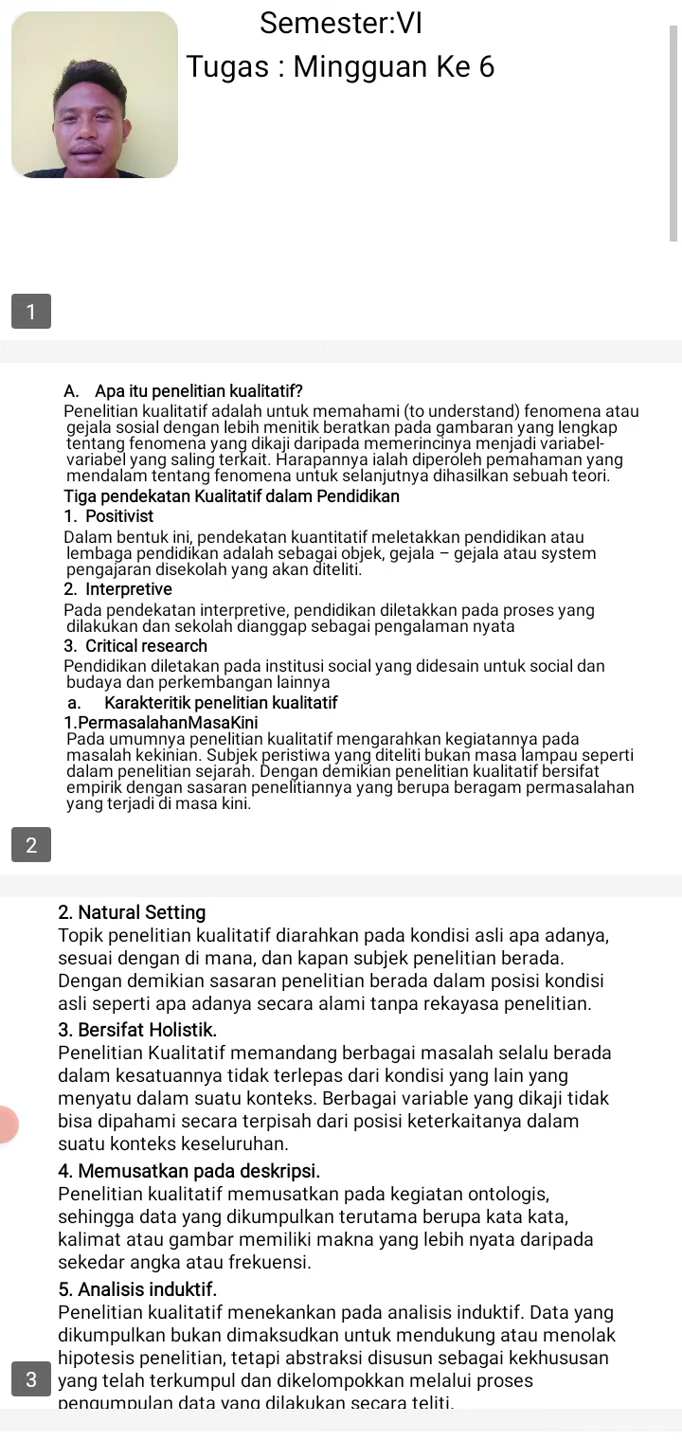 Semester:VI
Tugas : Mingguan Ke 6
1
A. Apa itu penelitian kualitatif?
Penelitian kualitatif adalah untuk memahami (to understand) fenomena atau
gejala sosial dengan lebih menitik beratkan pada gambaran yang lengkap
tentang fenomena yang dikaji daripada memerincinya menjadi variabel-
variabel yang saling terkait. Harapannya ialah diperoleh pemahaman yang
mendalam tentang fenomena untuk selanjutnya dihasilkan sebuah teori.
Tiga pendekatan Kualitatif dalam Pendidikan
1. Positivist
Dalam bentuk ini, pendekatan kuantitatif meletakkan pendidikan atau
lembaga pendidikan adalah sebagai objek, gejala – gejala atau system
pengajaran disekolah yang akan diteliti.
2. Interpretive
Pada pendekatan interpretive, pendidikan diletakkan pada proses yang
dilakukan dan sekolah dianggap sebagai pengalaman nyata
3. Critical research
Pendidikan diletakan pada institusi social yang didesain untuk social dan
budaya dan perkembangan lainnya
a. Karakteritik penelitian kualitatif
1.PermasalahanMasaKini
Pada umumnya penelitian kualitatif mengarahkan kegiatannya pada
masalah kekinian. Subjek peristiwa yang diteliti bukan masa lampau seperti
dalam penelitian sejarah. Dengan demikian penelitian kualitatif bersifat
empirik dengan sasaran penelitiannya yang berupa beragam permasalahan
yang terjadi di masa kini.
2
2. Natural Setting
Topik penelitian kualitatif diarahkan pada kondisi asli apa adanya,
sesuai dengan di mana, dan kapan subjek penelitian berada.
Dengan demikian sasaran penelitian berada dalam posisi kondisi
asli seperti apa adanya secara alami tanpa rekayasa penelitian.
3. Bersifat Holistik.
Penelitian Kualitatif memandang berbagai masalah selalu berada
dalam kesatuannya tidak terlepas dari kondisi yang lain yang
menyatu dalam suatu konteks. Berbagai variable yang dikaji tidak
bisa dipahami secara terpisah dari posisi keterkaitanya dalam
suatu konteks keseluruhan.
4. Memusatkan pada deskripsi.
Penelitian kualitatif memusatkan pada kegiatan ontologis,
sehingga data yang dikumpulkan terutama berupa kata kata,
kalimat atau gambar memiliki makna yang lebih nyata daripada
sekedar angka atau frekuensi.
5. Analisis induktif.
Penelitian kualitatif menekankan pada analisis induktif. Data yang
dikumpulkan bukan dimaksudkan untuk mendukung atau menolak
hipotesis penelitian, tetapi abstraksi disusun sebagai kekhususan
3 yang telah terkumpul dan dikelompokkan melalui proses
pengumpulan data yang dilakukan secara teliti.